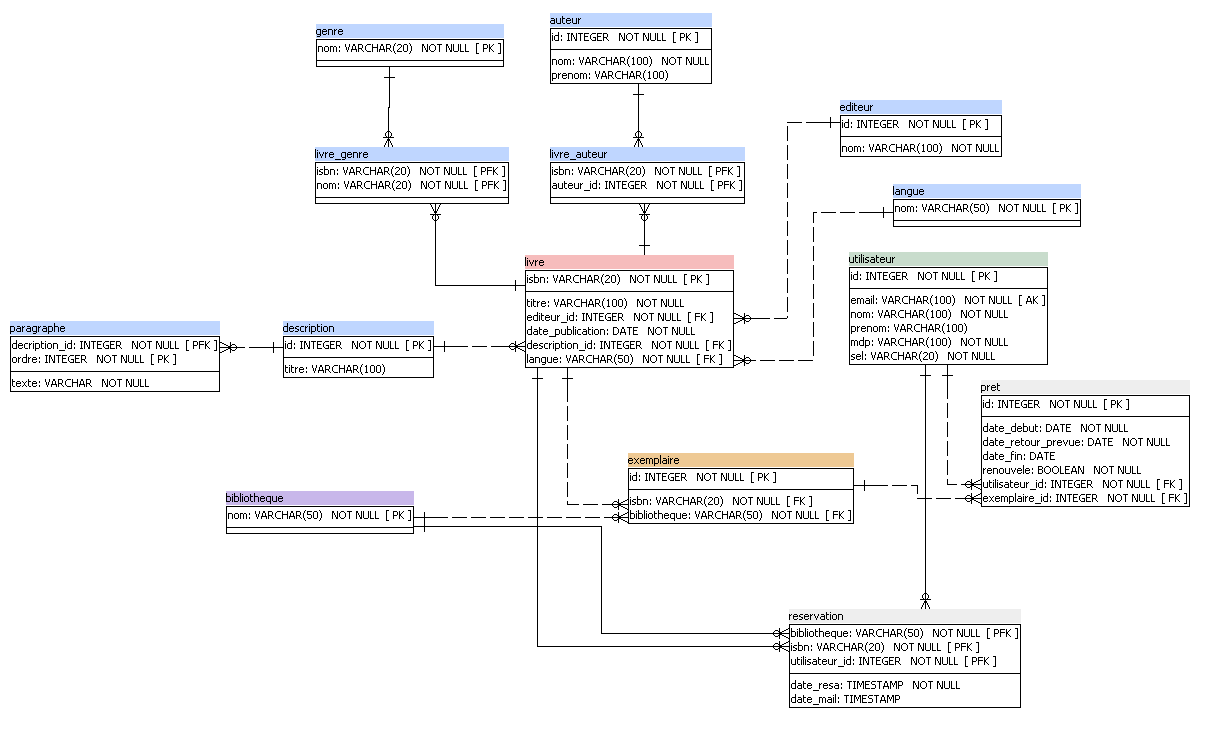 genre
nom: VARCHAR(20) NOT NULL [ PK ]
auteur
id: INTEGER NOT NULL [ PK ]
nom: VARCHAR(100) NOT NULL
prenom: VARCHAR(100)
editeur
id: INTEGER NOT NULL [ PK ]
nom: VARCHAR(100) NOT NULL
livre_genre
isbn: VARCHAR(20) NOT NULL [ PFK ]
nom: VARCHAR(20) NOT NULL [ PFK ]
livre_auteur
isbn: VARCHAR(20) NOT NULL [ PFK ]
auteur_id: INTEGER NOT NULL [ PFK ]
langue
nom: VARCHAR(50) NOT NULL [ PK ]
livre
isbn: VARCHAR(20) NOT NULL [ PK ]
titre: VARCHAR(100) NOT NULL
editeur_id: INTEGER NOT NULL [ FK ]
date_publication: DATE NOT NULL
description_id: INTEGER NOT NULL [ FK ]
langue: VARCHAR(50) NOT NULL [ FK ]
utilisateur
id: INTEGER NOT NULL [ PK ]
email: VARCHAR(100) NOT NULL [ AK ]
nom: VARCHAR(100) NOT NULL
prenom: VARCHAR(100)
mdp: VARCHAR(100) NOT NULL
sel: VARCHAR(20) NOT NULL
paragraphe
decription_id: INTEGER NOT NULL [ PFK ]
ordre: INTEGER NOT NULL [ PK ]
texte: VARCHAR NOT NULL
description
id: INTEGER NOT NULL [ PK ]
titre: VARCHAR(100)
pret
id: INTEGER NOT NULL [ PK ]
date_debut: DATE NOT NULL
date_retour_prevue: DATE NOT NULL
date_fin: DATE
renouvele: BOOLEAN NOT NULL
utilisateur_id: INTEGER NOT NULL [ FK ]
exemplaire_id: INTEGER NOT NULL [ FK ]
exemplaire
id: INTEGER NOT NULL [ PK ]
isbn: VARCHAR(20) NOT NULL [ FK ]
bibliotheque: VARCHAR(50) NOT NULL [ FK ]
bibliotheque
nom: VARCHAR(50) NOT NULL [ PK ]
reservation
bibliotheque: VARCHAR(50) NOT NULL [ PFK ]
isbn: VARCHAR(20) NOT NULL [ PFK ]
utilisateur_id: INTEGER NOT NULL [ PFK ]
date_resa: TIMESTAMP NOT NULL
date_mail: TIMESTAMP